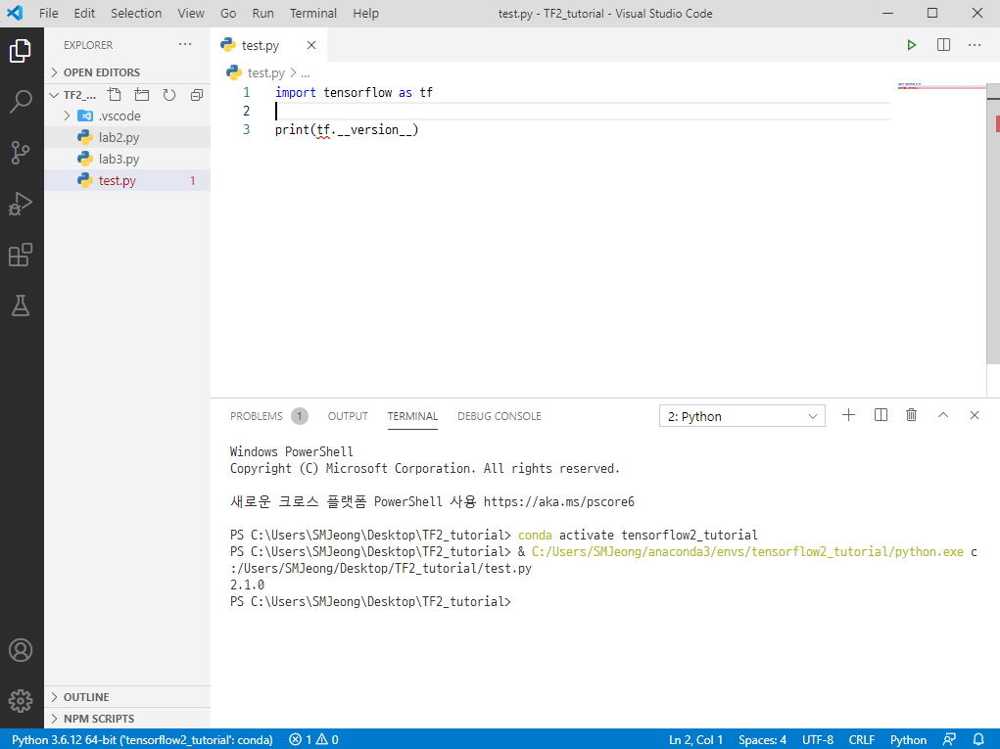 File Edit Selection View Go Run Terminal Help test.py - TF2_tutorial - Visual Studio Code
EXPLORER ···
test.py
OPEN EDITORS
TF2_...
.vscode
lab2.py
lab3.py
test.py 1
OUTLINE
NPM SCRIPTS
test.py > ...
1 import tensorflow as tf
2
3 print(tf.__version__)
PROBLEMS 1 OUTPUT TERMINAL DEBUG CONSOLE 2: Python
Windows PowerShell
Copyright (C) Microsoft Corporation. All rights reserved.
새로운 크로스 플랫폼 PowerShell 사용 https://aka.ms/pscore6
PS C:\Users\SMJeong\Desktop\TF2_tutorial> conda activate tensorflow2_tutorial
PS C:\Users\SMJeong\Desktop\TF2_tutorial> & C:/Users/SMJeong/anaconda3/envs/tensorflow2_tutorial/python.exe c
:/Users/SMJeong/Desktop/TF2_tutorial/test.py
2.1.0
PS C:\Users\SMJeong\Desktop\TF2_tutorial>
Python 3.6.12 64-bit ('tensorflow2_tutorial': conda) 1 0 Ln 2, Col 1 Spaces: 4 UTF-8 CRLF Python